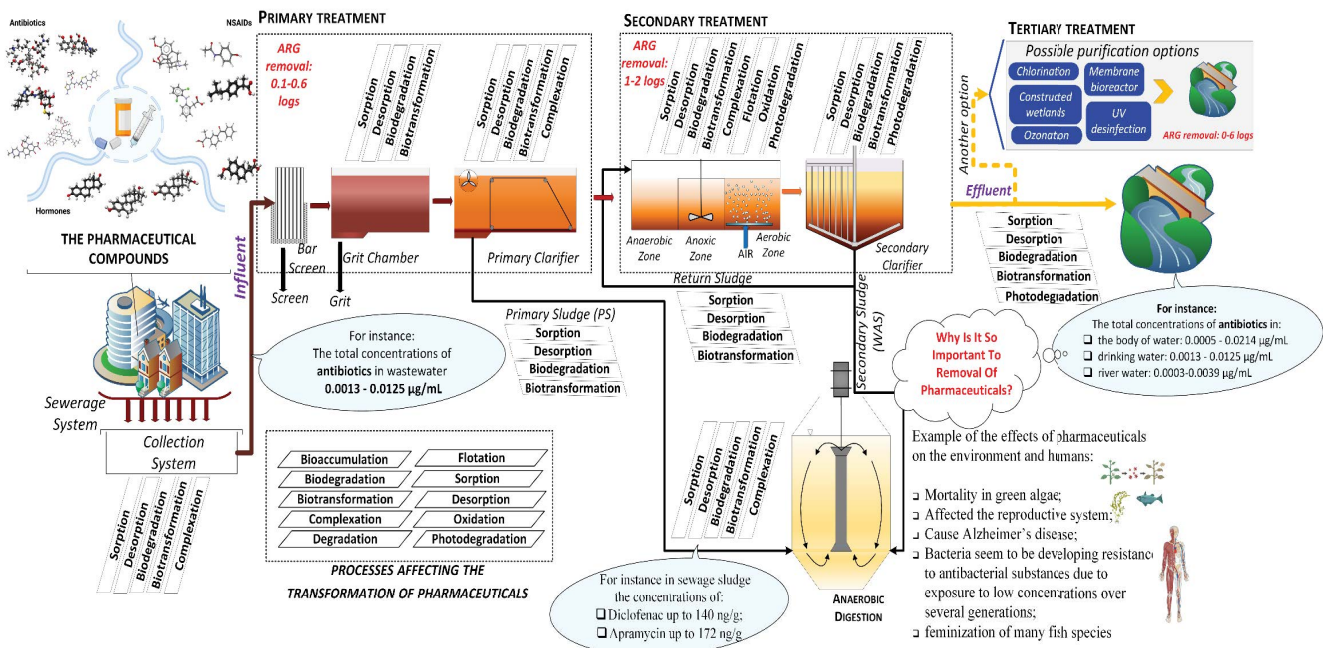 Antibiotics
NSAIDs
Hormones
THE PHARMACEUTICAL
COMPOUNDS
Sewerage
System
Collection
System
Sorption
Desorption
Biodegradation
Biotransformation
Complexation
Influent
PRIMARY TREATMENT
ARG
removal:
0.1-0.6
logs
Sorption
Desorption
Biodegradation
Biotransformation
Sorption
Desorption
Biodegradation
Biotransformation
Complexation
Bar
Screen
Grit Chamber
Primary Clarifier
Screen
Grit
For instance:
The total concentrations of
antibiotics in wastewater
0.0013 - 0.0125 µg/mL
Primary Sludge (PS)
Sorption
Desorption
Biodegradation
Biotransformation
SECONDARY TREATMENT
ARG
removal:
1-2 logs
Sorption
Desorption
Biodegradation
Biotransformation
Complexation
Flotation
Oxidation
Photodegradation
Sorption
Desorption
Biodegradation
Biotransformation
Photodegradation
Anaerobic
Zone
Anoxic
Zone
AIR
Aerobic
Zone
Secondary
Clarifier
Return Sludge
Sorption
Desorption
Biodegradation
Biotransformation
Secondary Sludge
(WAS)
TERTIARY TREATMENT
Possible purification options
Chlorination
Membrane
bioreactor
Constructed
wetlands
UV
desinfection
Ozonaton
ARG removal: 0-6 logs
Another option
Effluent
Sorption
Desorption
Biodegradation
Biotransformation
Photodegradation
For instance:
The total concentrations of antibiotics in:
❑ the body of water: 0.0005 - 0.0214 µg/mL
❑ drinking water: 0.0013 - 0.0125 µg/mL
❑ river water: 0.0003-0.0039 µg/mL
Why Is It So
Important To
Removal Of
Pharmaceuticals?
Example of the effects of pharmaceuticals
on the environment and humans:
❑ Mortality in green algae;
❑ Affected the reproductive system;
❑ Cause Alzheimer's disease;
❑ Bacteria seem to be developing resistance
to antibacterial substances due to
exposure to low concentrations over
several generations;
❑ feminization of many fish species
Bioaccumulation
Biodegradation
Biotransformation
Complexation
Degradation
Flotation
Sorption
Desorption
Oxidation
Photodegradation
PROCESSES AFFECTING THE
TRANSFORMATION OF PHARMACEUTICALS
Sorption
Desorption
Biodegradation
Biotransformation
Complexation
For instance in sewage sludge
the concentrations of:
❑ Diclofenac up to 140 ng/g;
❑ Apramycin up to 172 ng/g
ANAEROBIC
DIGESTION